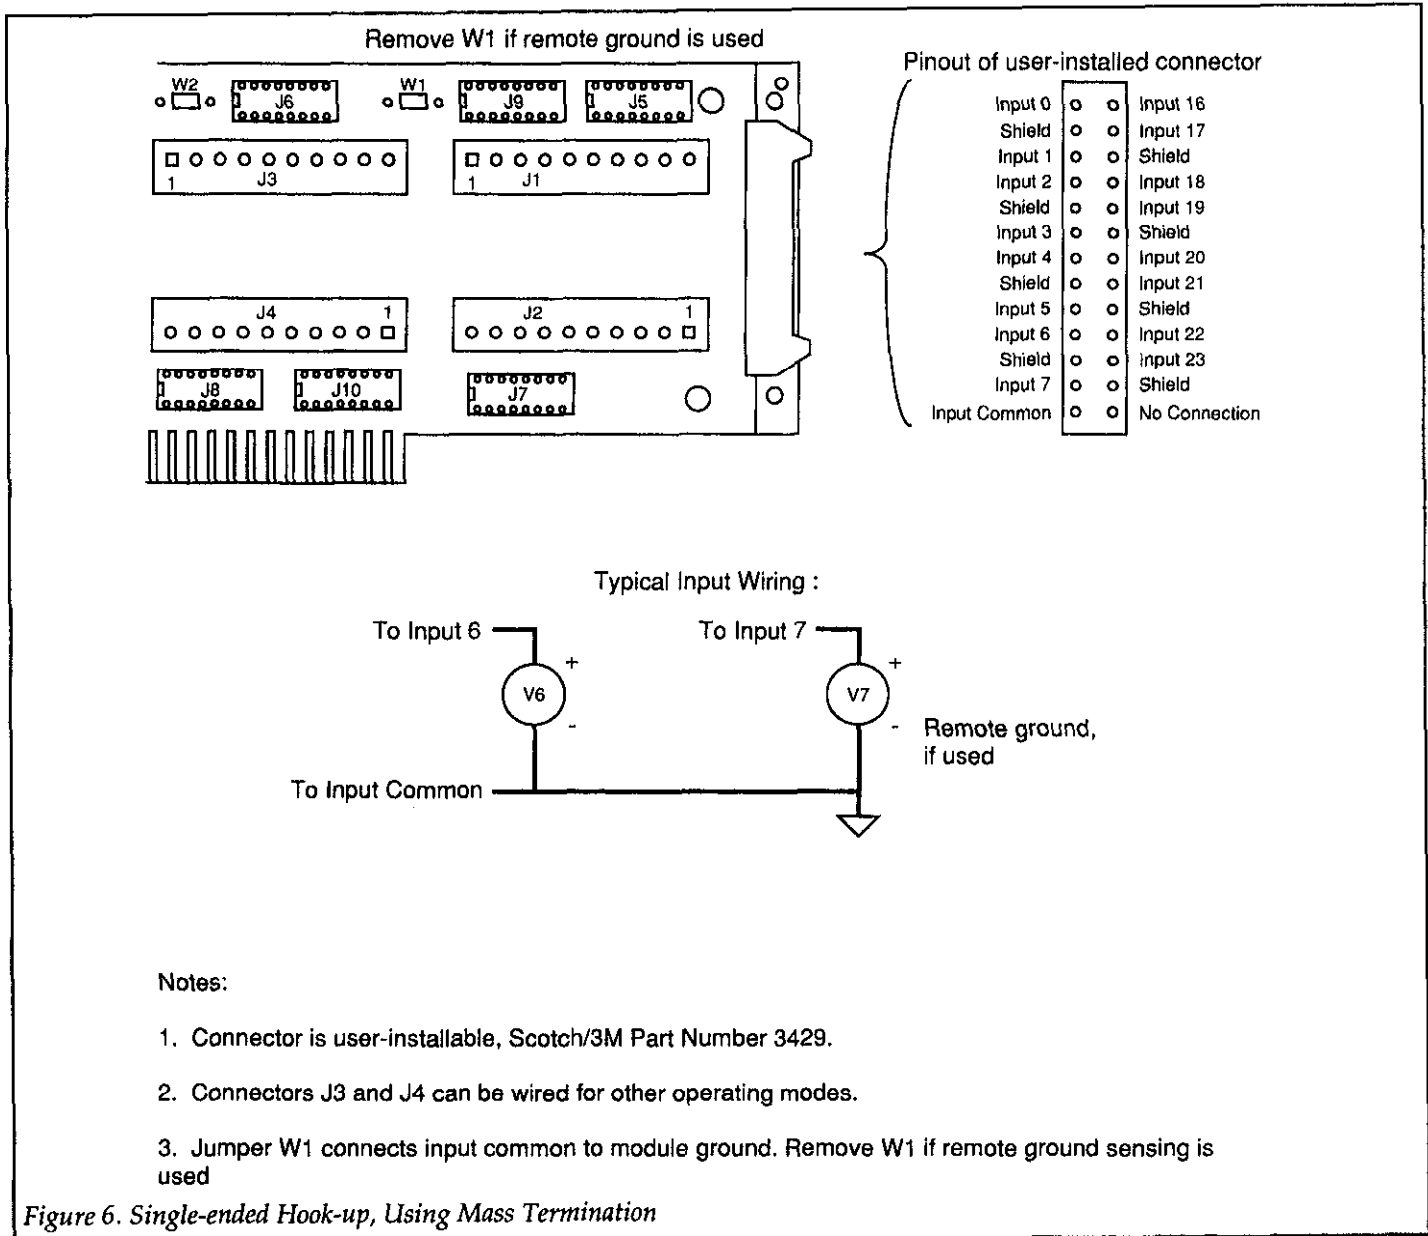 Remove W1 if remote ground is used
W2
J6
W1
J9
J5
1
J3
1
J1
J4
1
J2
1
J8
J10
J7
Pinout of user-installed connector
Input 0 Input 16
Shield Input 17
Input 1 Shield
Input 2 Input 18
Shield Input 19
Input 3 Shield
Input 4 Input 20
Shield Input 21
Input 5 Shield
Input 6 Input 22
Shield Input 23
Input 7 Shield
Input Common No Connection
Typical Input Wiring :
To Input 6
To Input 7
+
+
V6
V7
-
-
Remote ground,
if used
To Input Common
Notes:
1. Connector is user-installable, Scotch/3M Part Number 3429.
2. Connectors J3 and J4 can be wired for other operating modes.
3. Jumper W1 connects input common to module ground. Remove W1 if remote ground sensing is
used
Figure 6. Single-ended Hook-up, Using Mass Termination